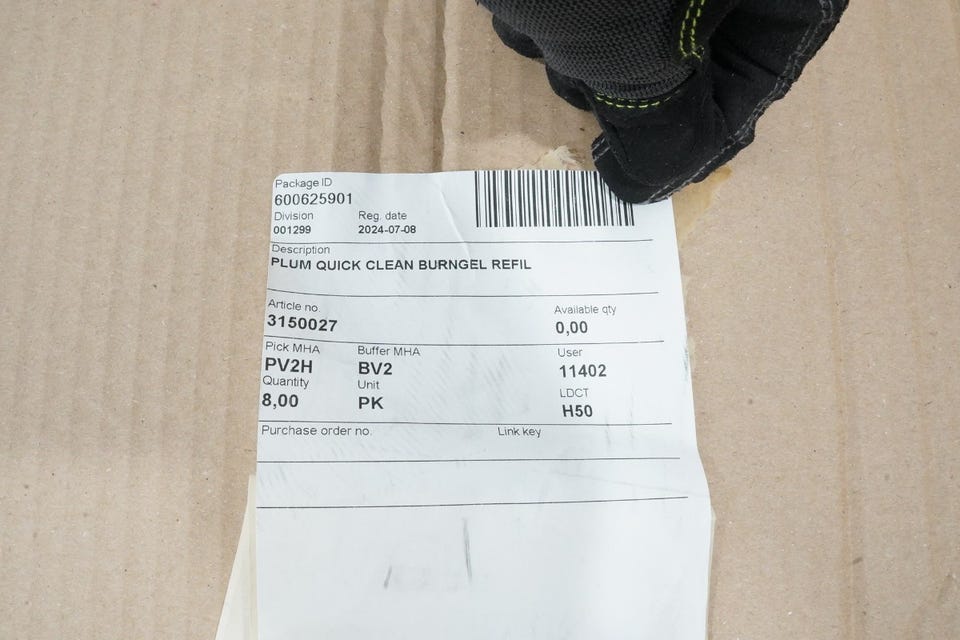 Package ID
600625901
Division Reg. date
001299 2024-07-08
Description
PLUM QUICK CLEAN BURNGEL REFIL
Article no. Available qty
3150027 0,00
Pick MHA Buffer MHA User
PV2H BV2 11402
Quantity Unit LDCT
8,00 PK H50
Purchase order no. Link key